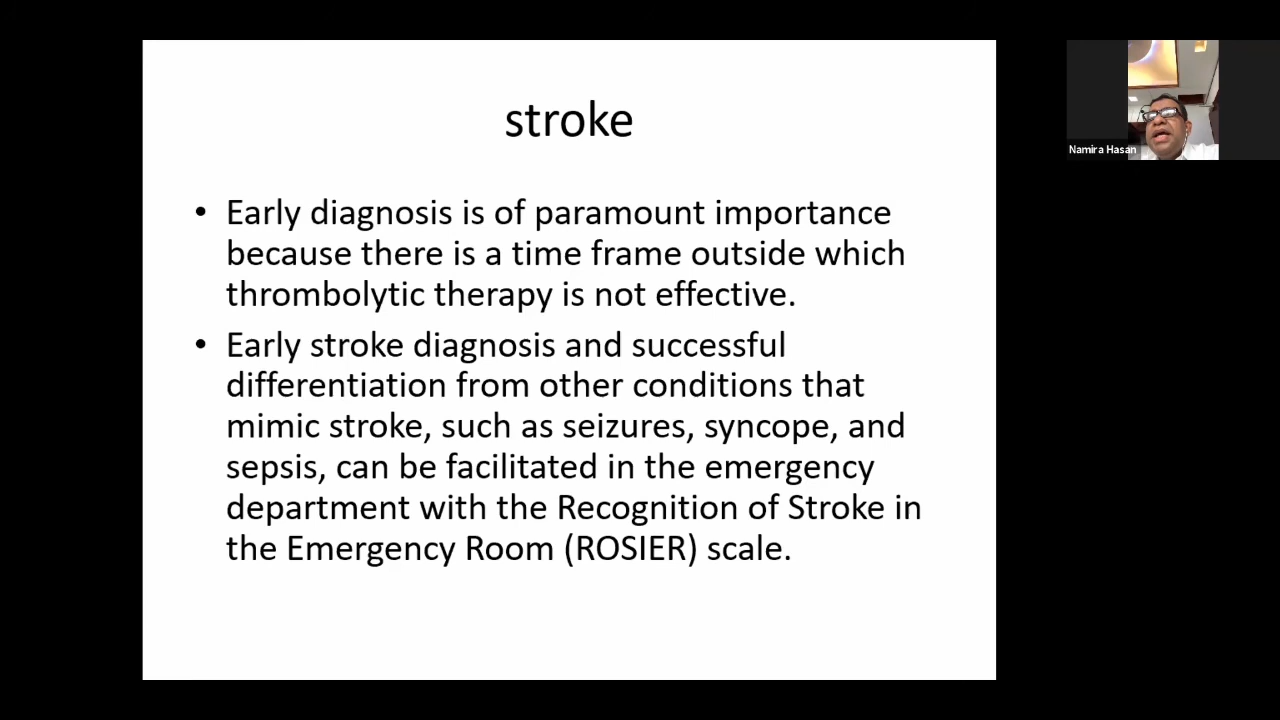 stroke
• Early diagnosis is of paramount importance
because there is a time frame outside which
thrombolytic therapy is not effective.
• Early stroke diagnosis and successful
differentiation from other conditions that
mimic stroke, such as seizures, syncope, and
sepsis, can be facilitated in the emergency
department with the Recognition of Stroke in
the Emergency Room (ROSIER) scale.
Namira Hasan